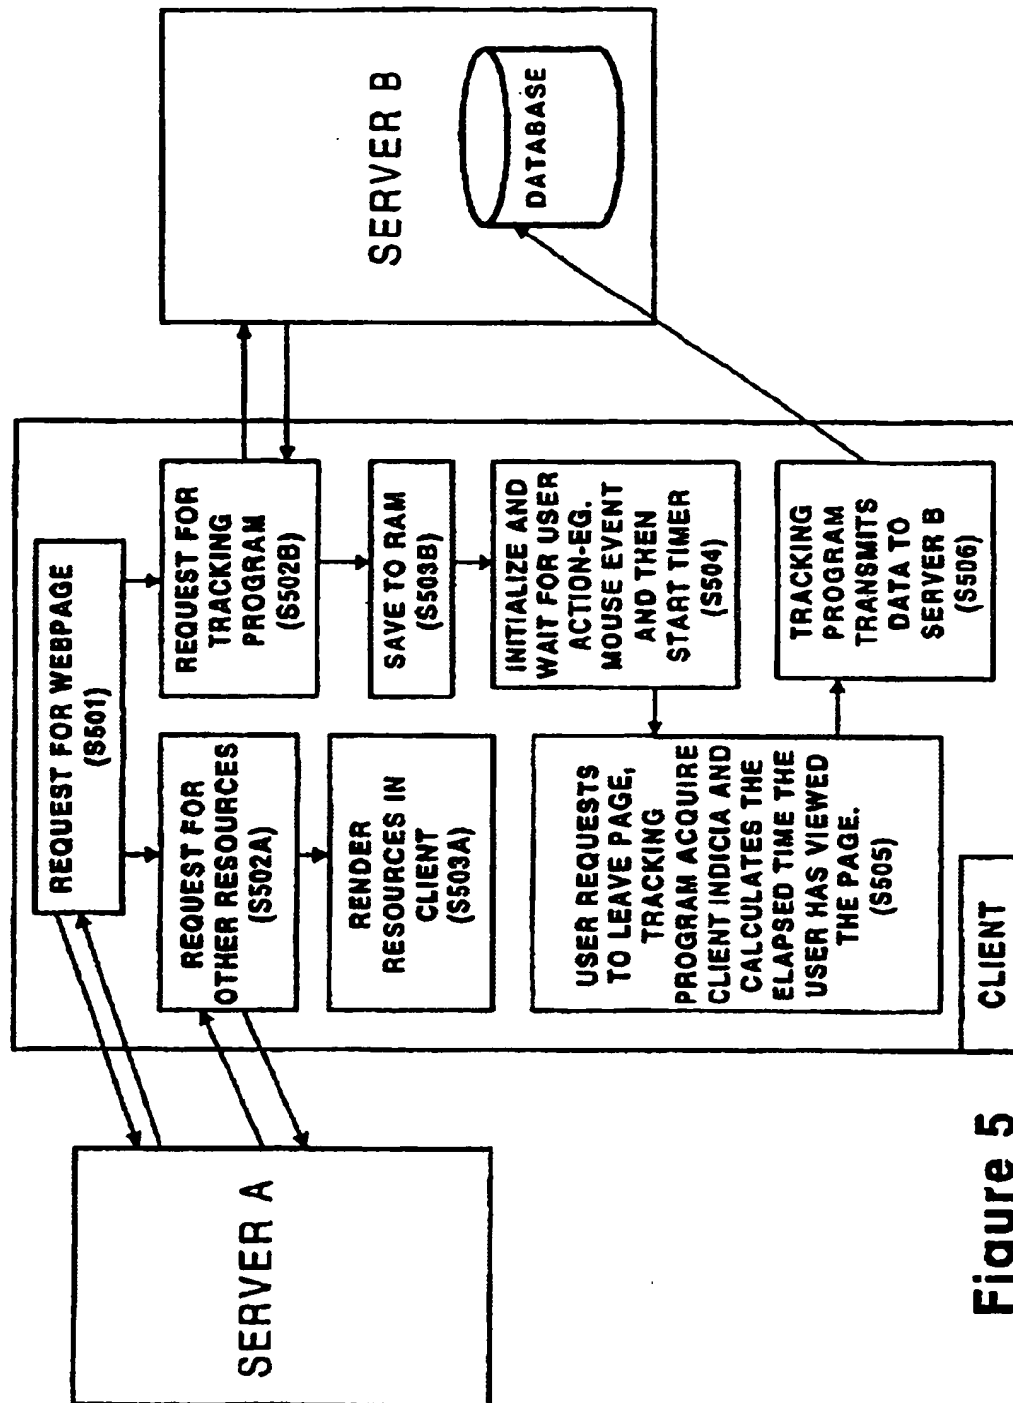 REQUEST FOR WEBPAGE
(S501)
REQUEST FOR
OTHER RESOURCES
(S502A)
RENDER
RESOURCES IN
CLIENT
(S503A)
REQUEST FOR
TRACKING
PROGRAM
(S502B)
SAVE TO RAM
(S503B)
INITIALIZE AND
WAIT FOR USER
ACTION-EG.
MOUSE EVENT
AND THEN
START TIMER
(S504)
USER REQUESTS
TO LEAVE PAGE,
TRACKING
PROGRAM ACQUIRE
CLIENT INDICIA AND
CALCULATES THE
ELAPSED TIME THE
USER HAS VIEWED
THE PAGE.
(S505)
TRACKING
PROGRAM
TRANSMITS
DATA TO
SERVER B
(S506)
CLIENT
SERVER A
SERVER B
DATABASE
Figure 5